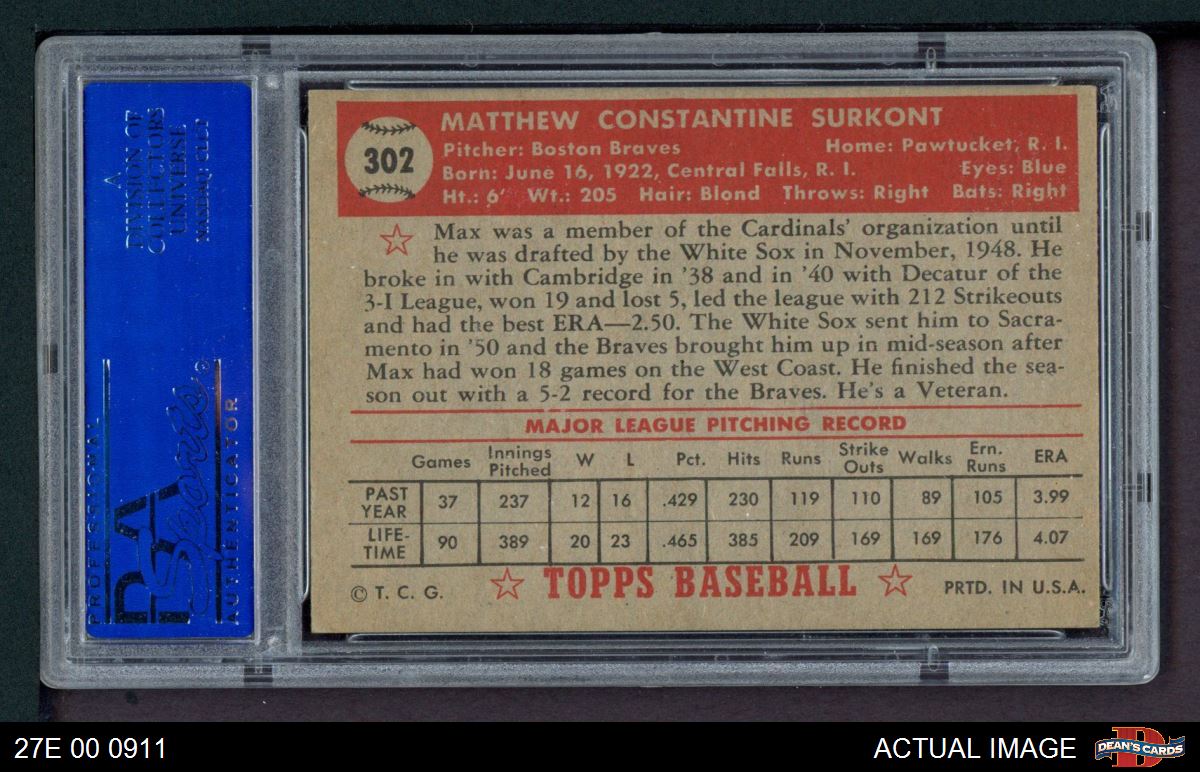 A
DIVISION OF
COLLECTORS
UNIVERSE
NASDAQ: CLCT
PROFESSIONAL
PSA
Sports
®
AUTHENTICATOR
302
MATTHEW CONSTANTINE SURKONT
Pitcher: Boston Braves Home: Pawtucket, R. I.
Born: June 16, 1922, Central Falls, R. I. Eyes: Blue
Ht.: 6' Wt.: 205 Hair: Blond Throws: Right Bats: Right
Max was a member of the Cardinals' organization until
he was drafted by the White Sox in November, 1948. He
broke in with Cambridge in '38 and in '40 with Decatur of the
3-I League, won 19 and lost 5, led the league with 212 Strikeouts
and had the best ERA—2.50. The White Sox sent him to Sacra-
mento in '50 and the Braves brought him up in mid-season after
Max had won 18 games on the West Coast. He finished the sea-
son out with a 5-2 record for the Braves. He's a Veteran.
MAJOR LEAGUE PITCHING RECORD
Games Innings Pitched W L Pct. Hits Runs Strike Outs Walks Ern. Runs ERA
PAST YEAR 37 237 12 16 .429 230 119 110 89 105 3.99
LIFE-TIME 90 389 20 23 .465 385 209 169 169 176 4.07
© T. C. G. TOPPS BASEBALL PRTD. IN U.S.A.
27E 00 0911 ACTUAL IMAGE D DEAN'S CARDS